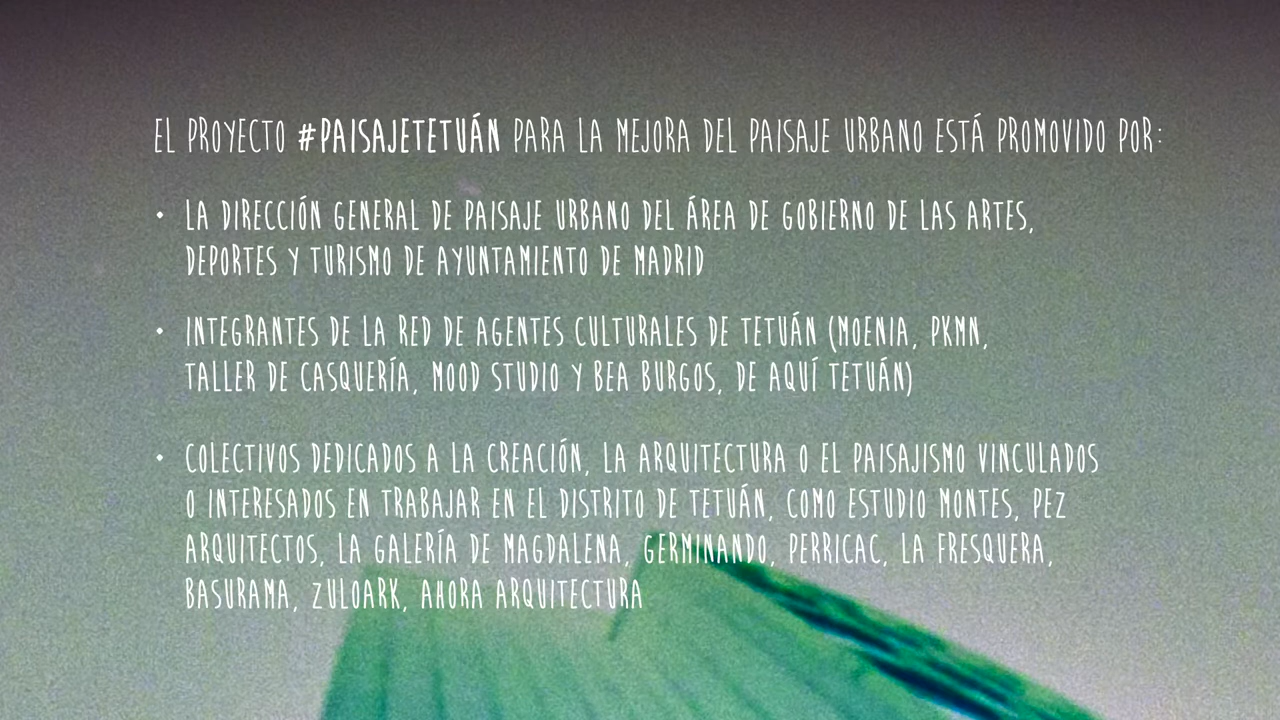 EL PROYECTO #PAISAJETETUÁN PARA LA MEJORA DEL PAISAJE URBANO ESTÁ PROMOVIDO POR:
• LA DIRECCIÓN GENERAL DE PAISAJE URBANO DEL ÁREA DE GOBIERNO DE LAS ARTES,
DEPORTES Y TURISMO DE AYUNTAMIENTO DE MADRID
• INTEGRANTES DE LA RED DE AGENTES CULTURALES DE TETUÁN (MOENIA, PKMN,
TALLER DE CASQUERÍA, MOOD STUDIO Y BEA BURGOS, DE AQUÍ TETUÁN)
• COLECTIVOS DEDICADOS A LA CREACIÓN, LA ARQUITECTURA O EL PAISAJISMO VINCULADOS
O INTERESADOS EN TRABAJAR EN EL DISTRITO DE TETUÁN, COMO ESTUDIO MONTES, PEZ
ARQUITECTOS, LA GALERÍA DE MAGDALENA, GERMINANDO, PERRICAC, LA FRESQUERA,
BASURAMA, ZULOARK, AHORA ARQUITECTURA